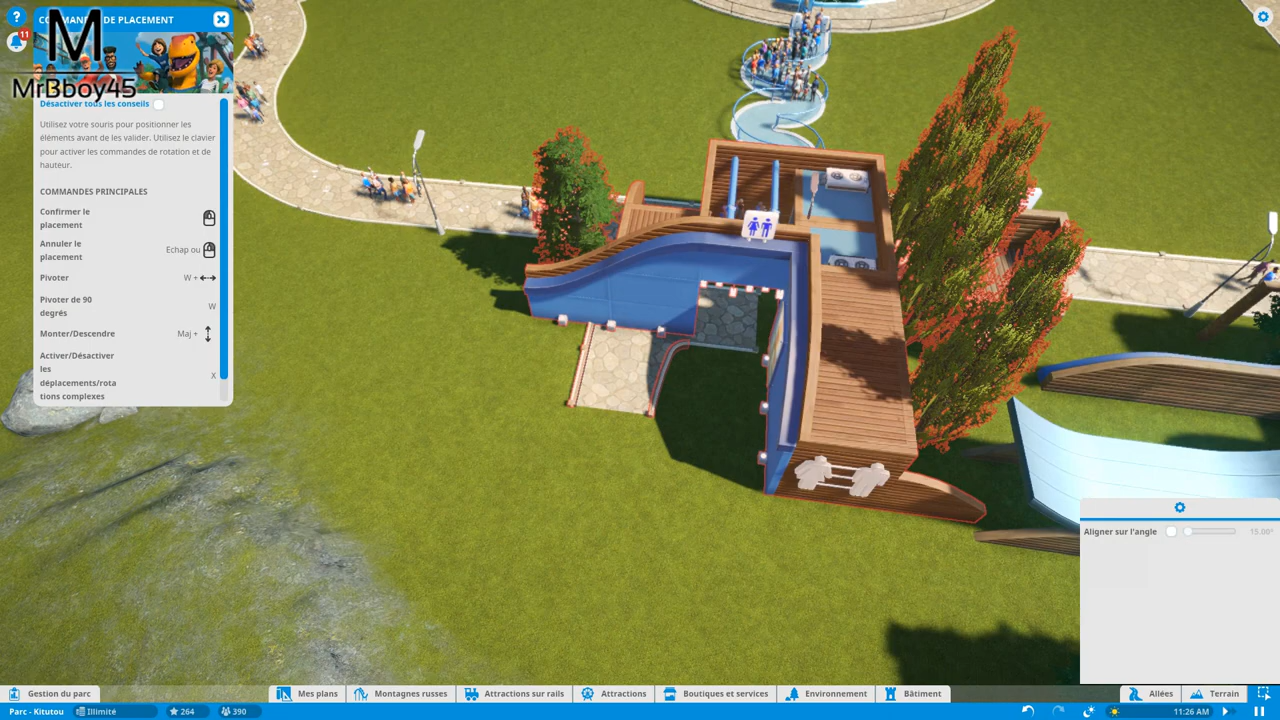 COM
DE PLACEMENT
11
M
MrBboy45
Désactiver tous les conseils
Utilisez votre souris pour positionner les
éléments avant de les valider. Utilisez le clavier
pour activer les commandes de rotation et de
hauteur.
COMMANDES PRINCIPALES
Confirmer le
placement
Annuler le
placement
Echap ou
Pivoter
W +
Pivoter de 90
degrés
W
Monter/Descendre
Maj +
Activer/Désactiver
les
déplacements/rota
tions complexes
X
Aligner sur l'angle
15.00°
Gestion du parc
Mes plans
Montagnes russes
Attractions sur rails
Attractions
Boutiques et services
Environnement
Bâtiment
Allées
Terrain
Parc - Kitutou
Illimité
264
390
11:26 AM